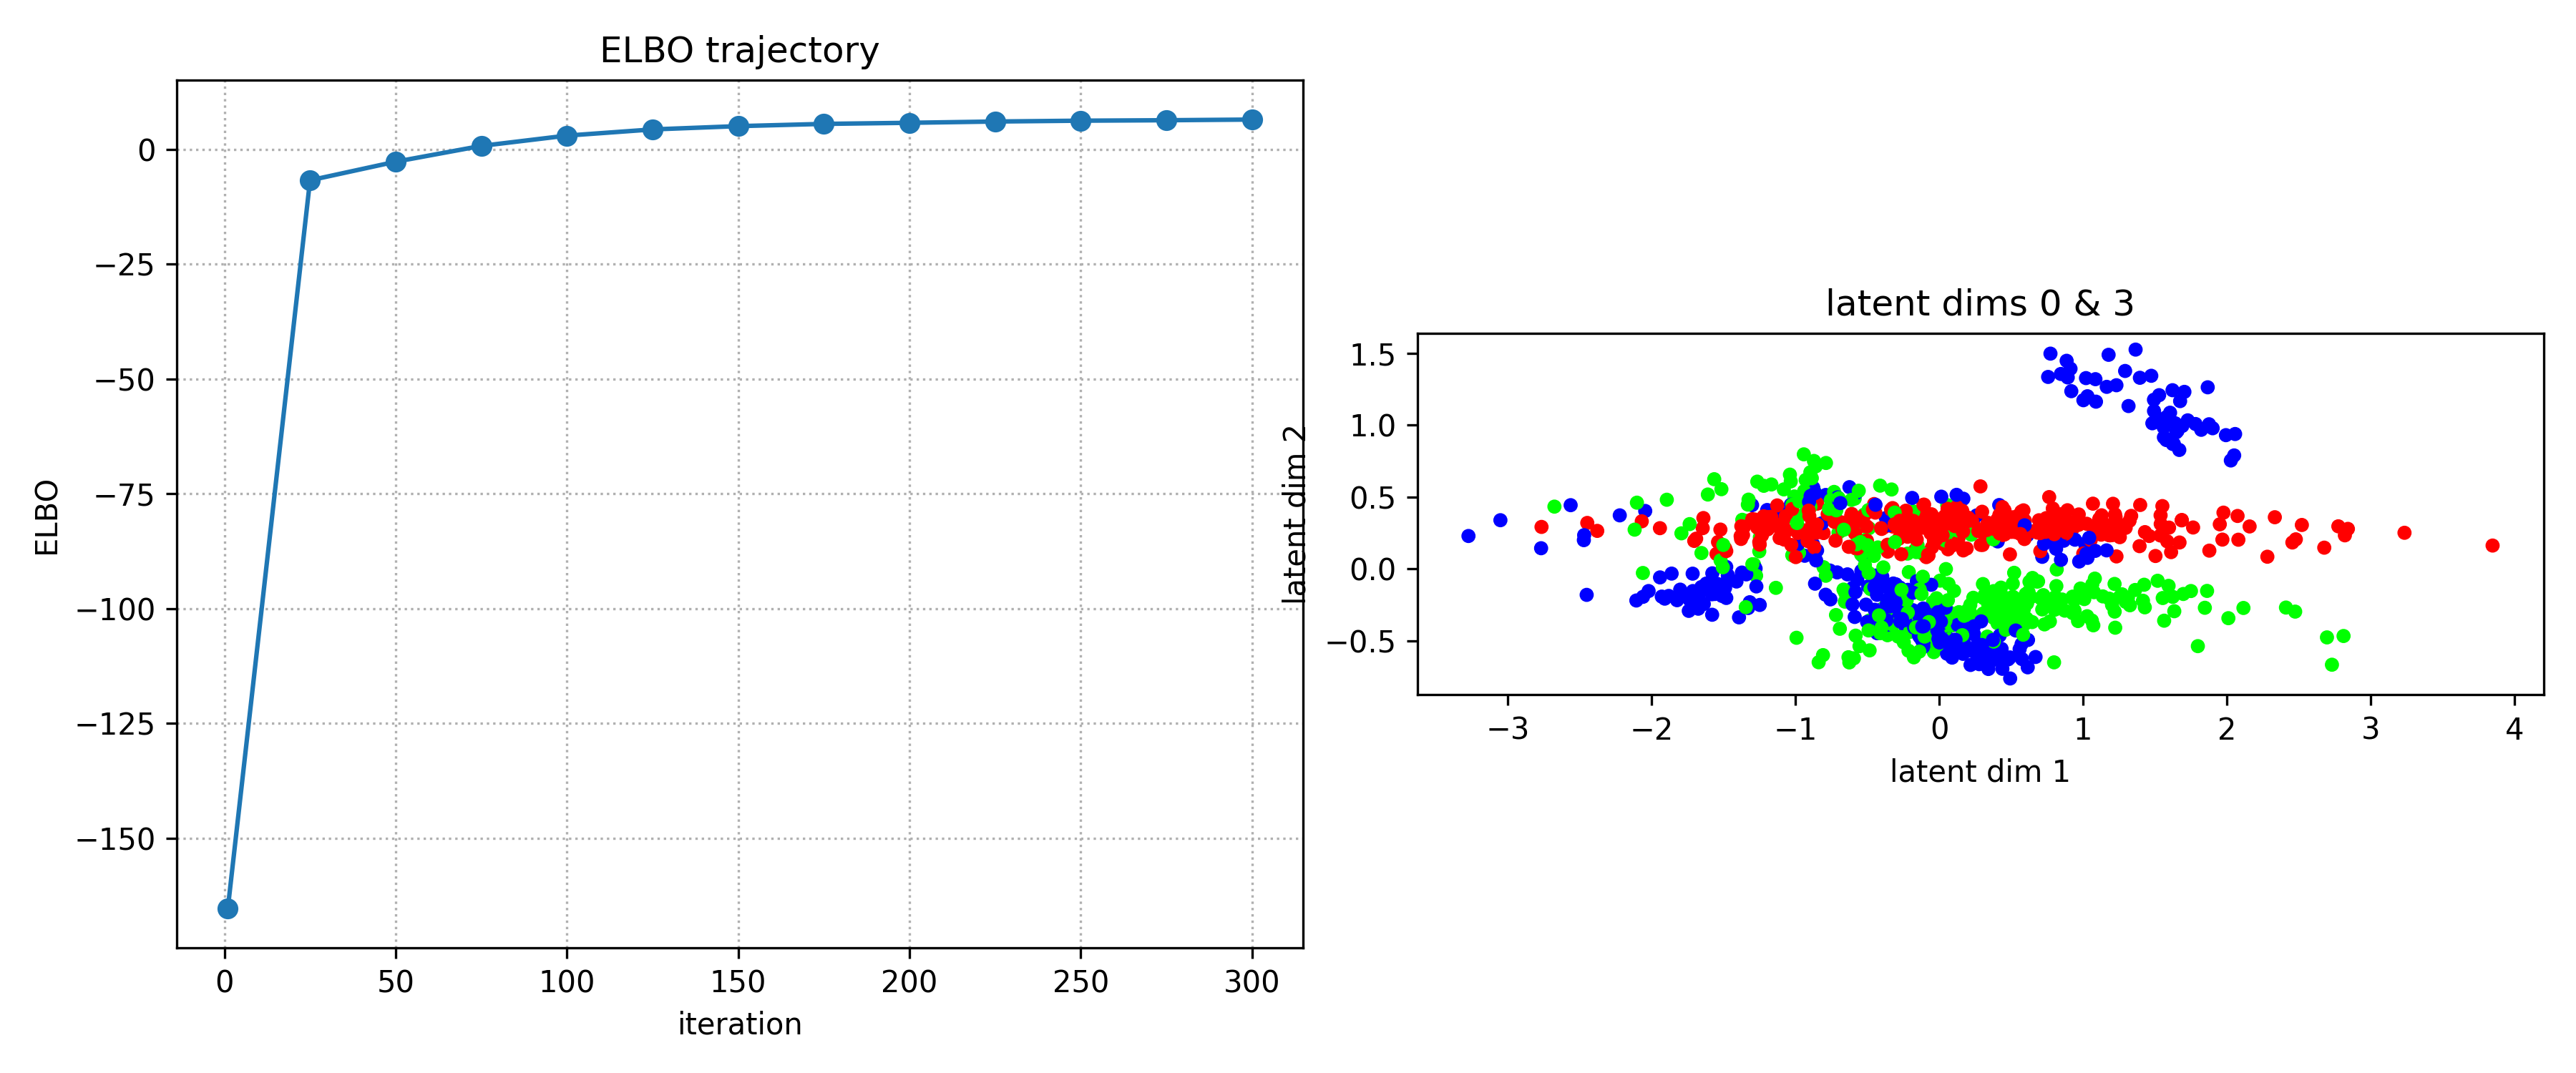 ELBO trajectory
0
−25
−50
−75
−100
−125
−150
ELBO
0 50 100 150 200 250 300
iteration
latent dims 0 & 3
1.5
1.0
0.5
0.0
−0.5
latent dim 2
−3 −2 −1 0 1 2 3 4
latent dim 1